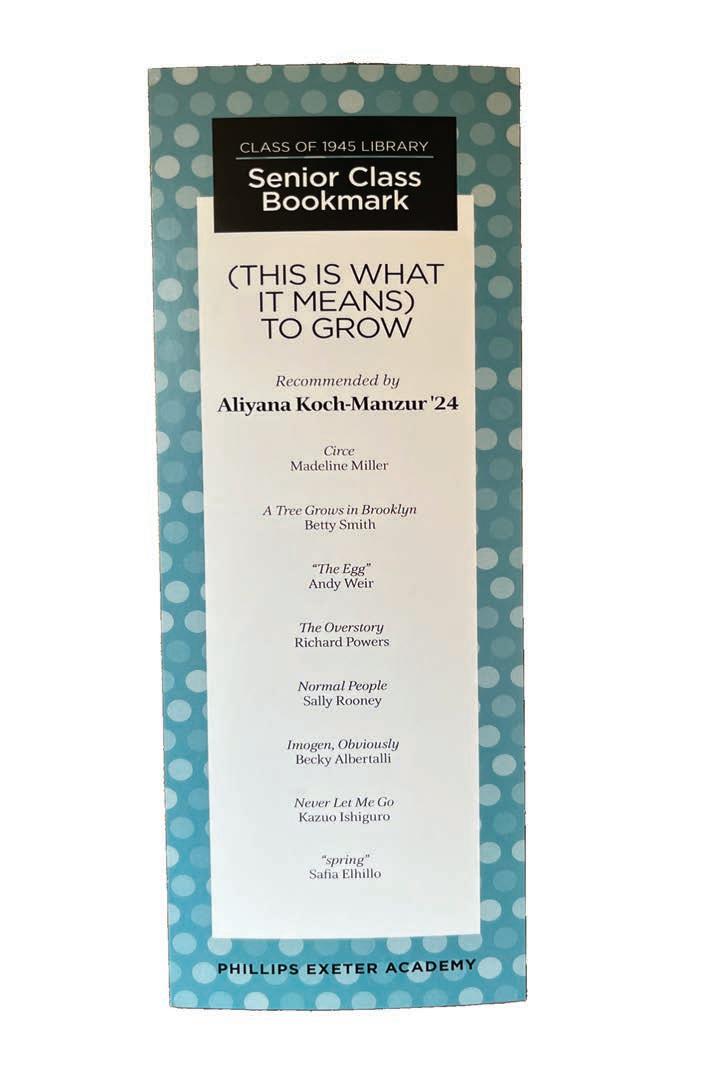 CLASS OF 1945 LIBRARY
Senior Class
Bookmark
(THIS IS WHAT
IT MEANS)
TO GROW
Recommended by
Aliyana Koch-Manzur '24
Circe
Madeline Miller
A Tree Grows in Brooklyn
Betty Smith
“The Egg”
Andy Weir
The Overstory
Richard Powers
Normal People
Sally Rooney
Imogen, Obviously
Becky Albertalli
Never Let Me Go
Kazuo Ishiguro
“spring”
Safia Elhillo
PHILLIPS EXETER ACADEMY